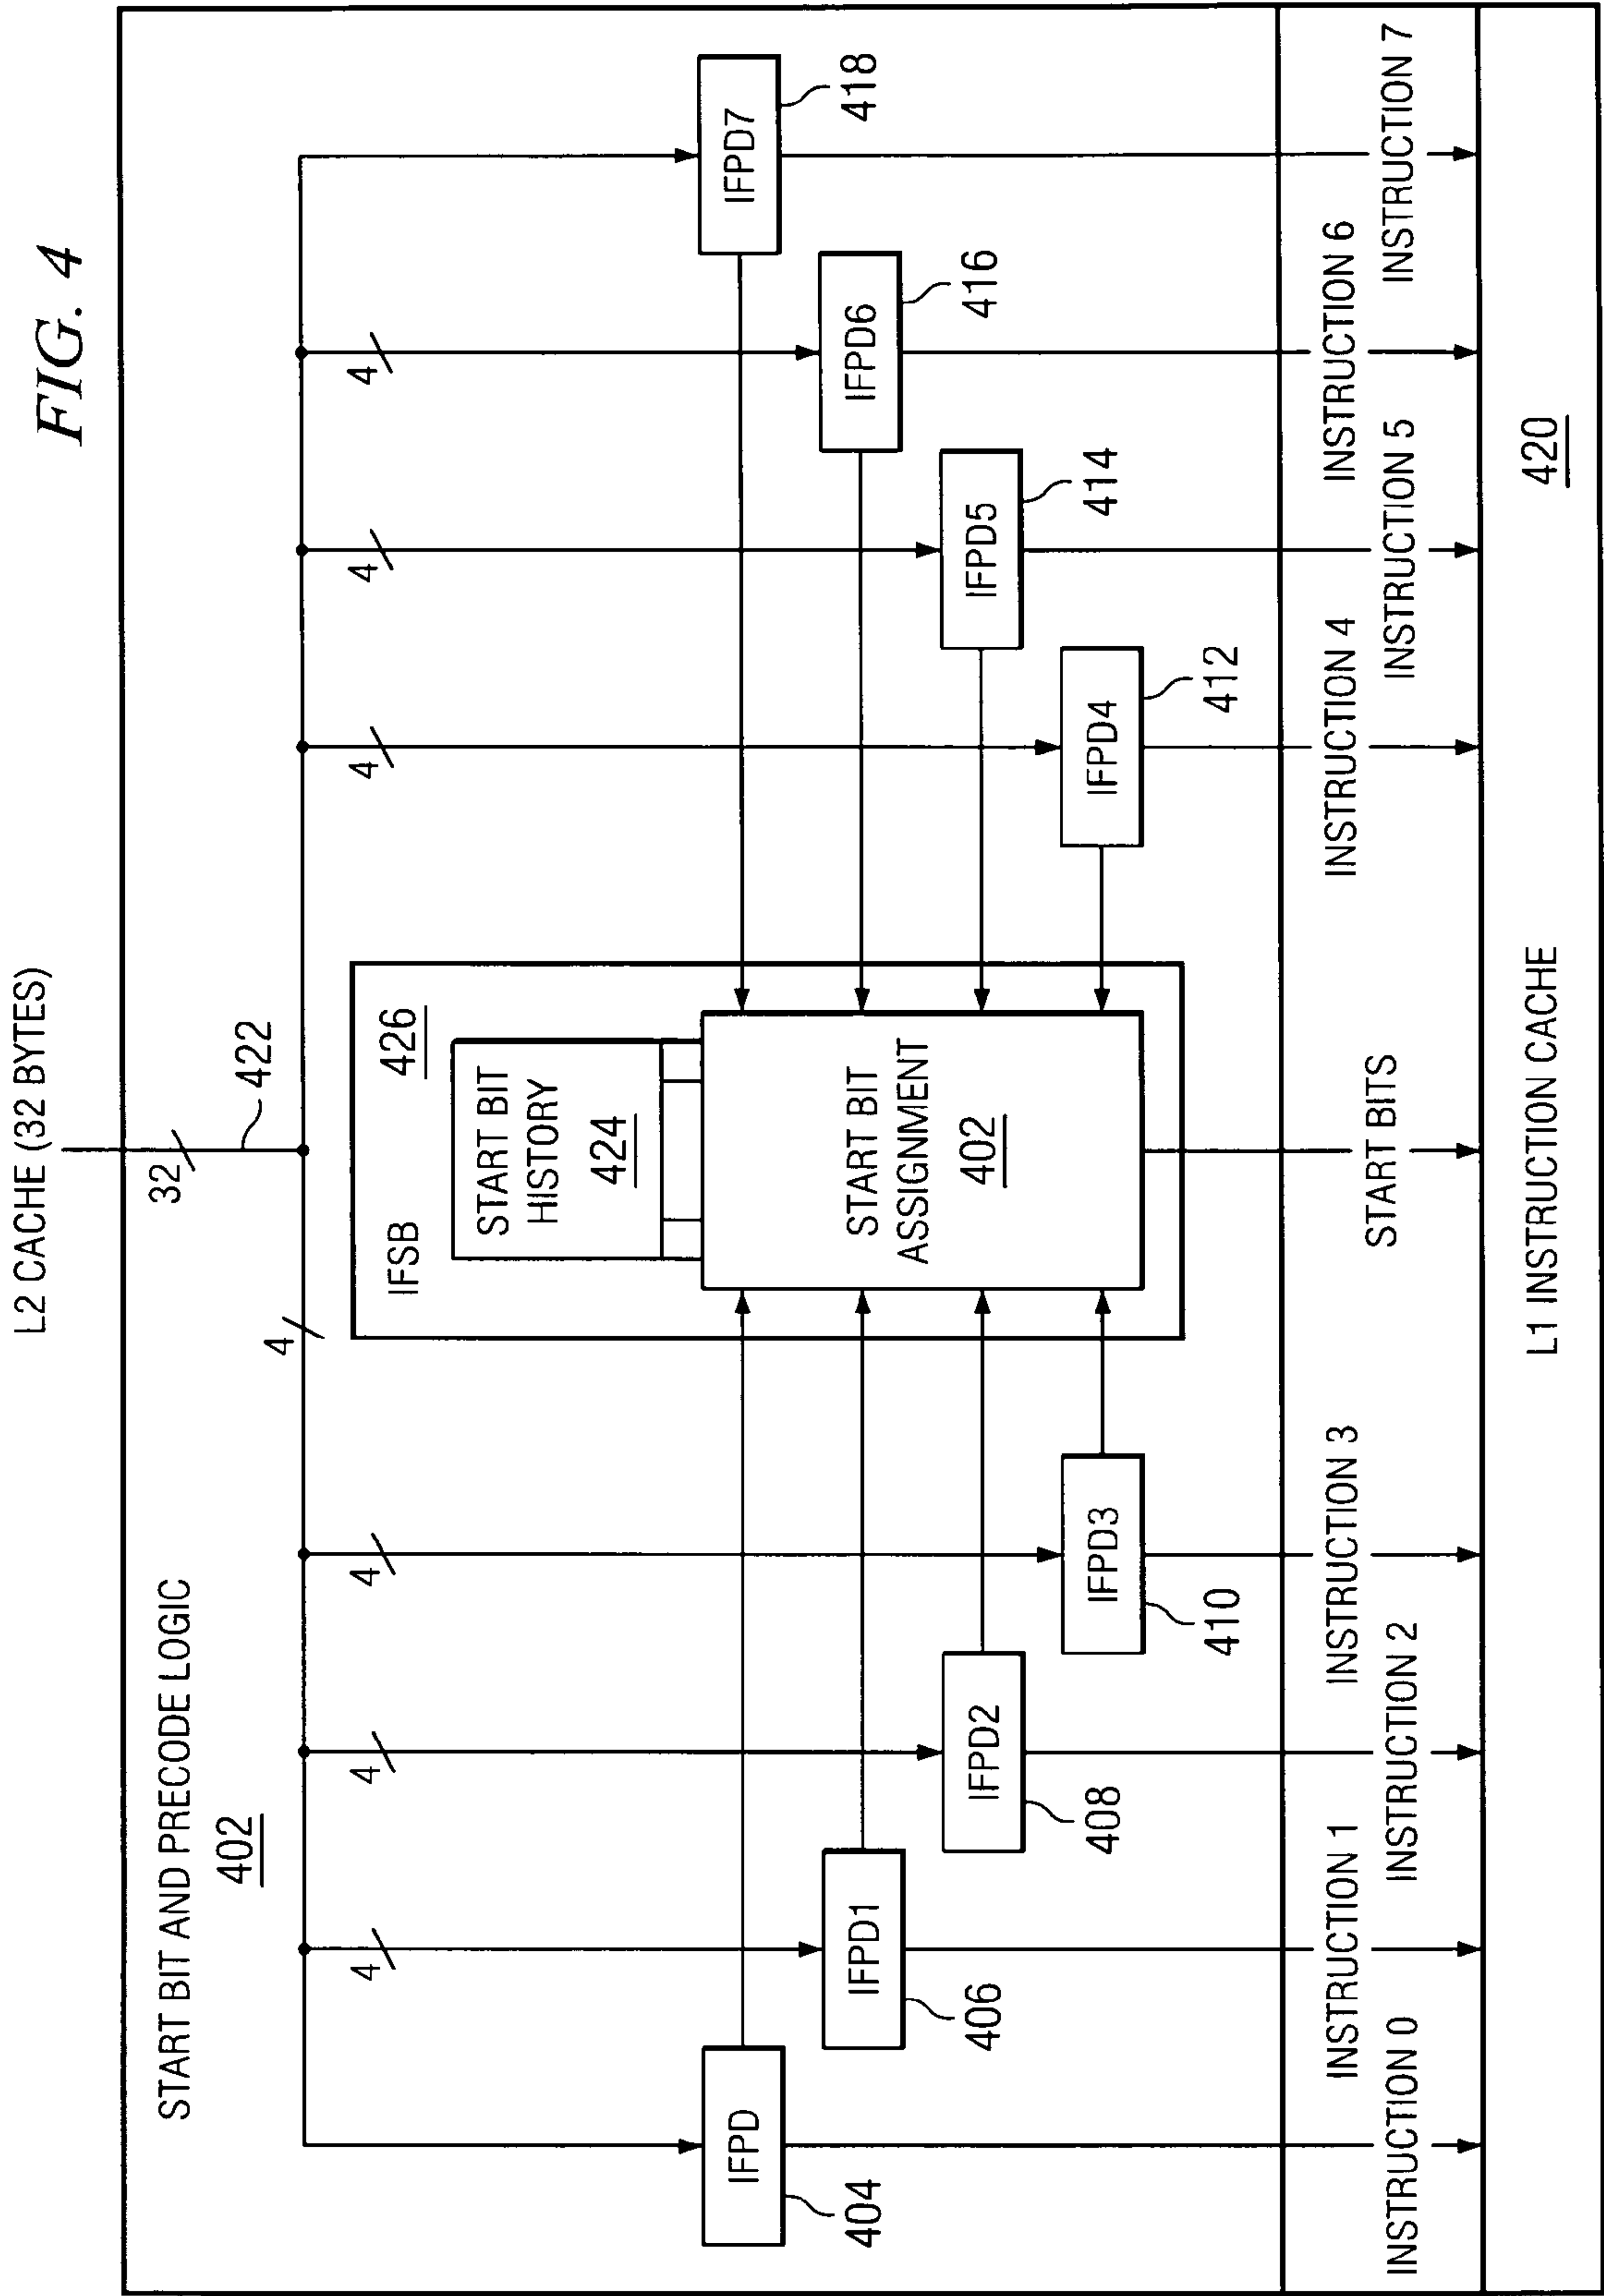 FIG. 4
L2 CACHE (32 BYTES)
32
422
START BIT AND PRECODE LOGIC
402
4
4
4
4
4
4
4
4
IFSB
426
START BIT
HISTORY
424
START BIT
ASSIGNMENT
402
IFPD
404
IFPD1
406
IFPD2
408
IFPD3
410
IFPD4
412
IFPD5
414
IFPD6
416
IFPD7
418
INSTRUCTION 0
INSTRUCTION 1
INSTRUCTION 2
INSTRUCTION 3
START BITS
INSTRUCTION 4
INSTRUCTION 5
INSTRUCTION 6
INSTRUCTION 7
L1 INSTRUCTION CACHE
420